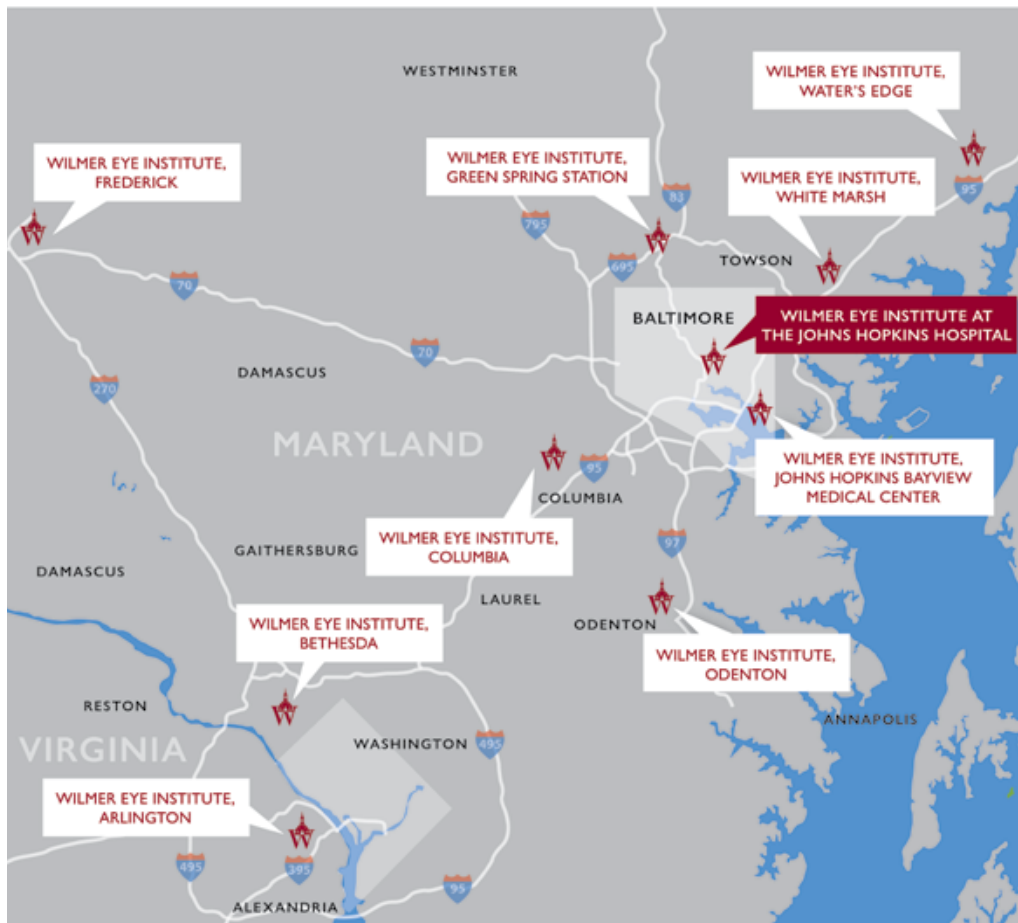 WESTMINSTER
WILMER EYE INSTITUTE,
WATER'S EDGE
WILMER EYE INSTITUTE,
FREDERICK
WILMER EYE INSTITUTE,
GREEN SPRING STATION
WILMER EYE INSTITUTE,
WHITE MARSH
95
83
795
W
W
W
W
TOWSON
695
70
BALTIMORE
WILMER EYE INSTITUTE AT
THE JOHNS HOPKINS HOSPITAL
70
W
DAMASCUS
270
W
MARYLAND
W
95
COLUMBIA
WILMER EYE INSTITUTE,
JOHNS HOPKINS BAYVIEW
MEDICAL CENTER
WILMER EYE INSTITUTE,
COLUMBIA
97
GAITHERSBURG
DAMASCUS
LAUREL
W
ODENTON
WILMER EYE INSTITUTE,
BETHESDA
WILMER EYE INSTITUTE,
ODENTON
RESTON
W
ANNAPOLIS
VIRGINIA
WASHINGTON
495
WILMER EYE INSTITUTE,
ARLINGTON
W
495
395
95
ALEXANDRIA